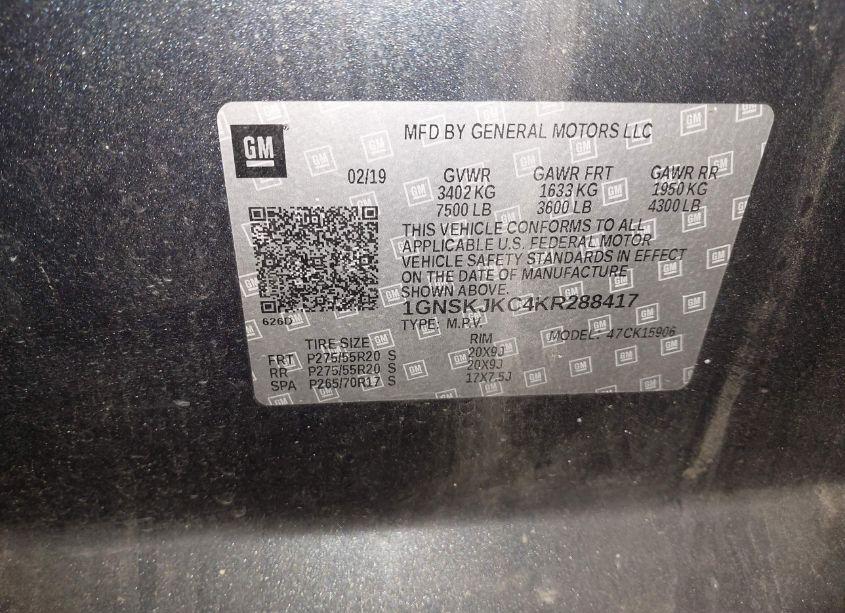 GM
MFD BY GENERAL MOTORS LLC
02/19 GVWR GAWR FRT GAWR RR
3402 KG 1633 KG 1950 KG
7500 LB 3600 LB 4300 LB
THIS VEHICLE CONFORMS TO ALL
APPLICABLE U.S. FEDERAL MOTOR
VEHICLE SAFETY STANDARDS IN EFFECT
ON THE DATE OF MANUFACTURE
SHOWN ABOVE.
1GNSKJKC4KR288417
626D
TYPE: M.P.V. MODEL: 47CK15906
TIRE SIZE RIM
FRT P275/55R20 S 20X9J
RR P275/55R20 S 20X9J
SPA P265/70R17 S 17X7.5J